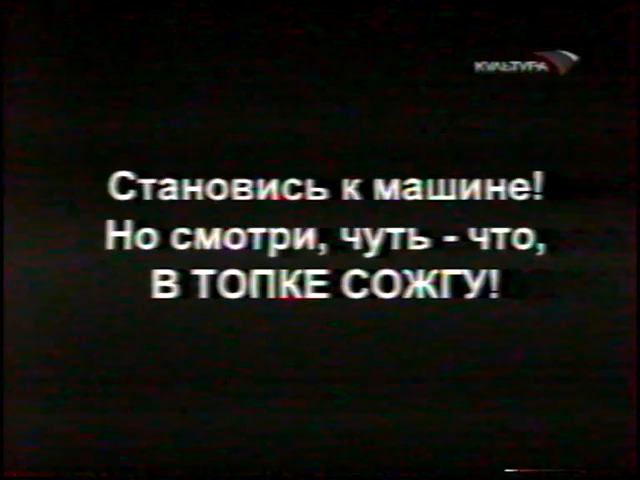 КУЛЬТУРА
Становись к машине!
Но смотри, чуть - что,
В ТОПКЕ СОЖГУ!